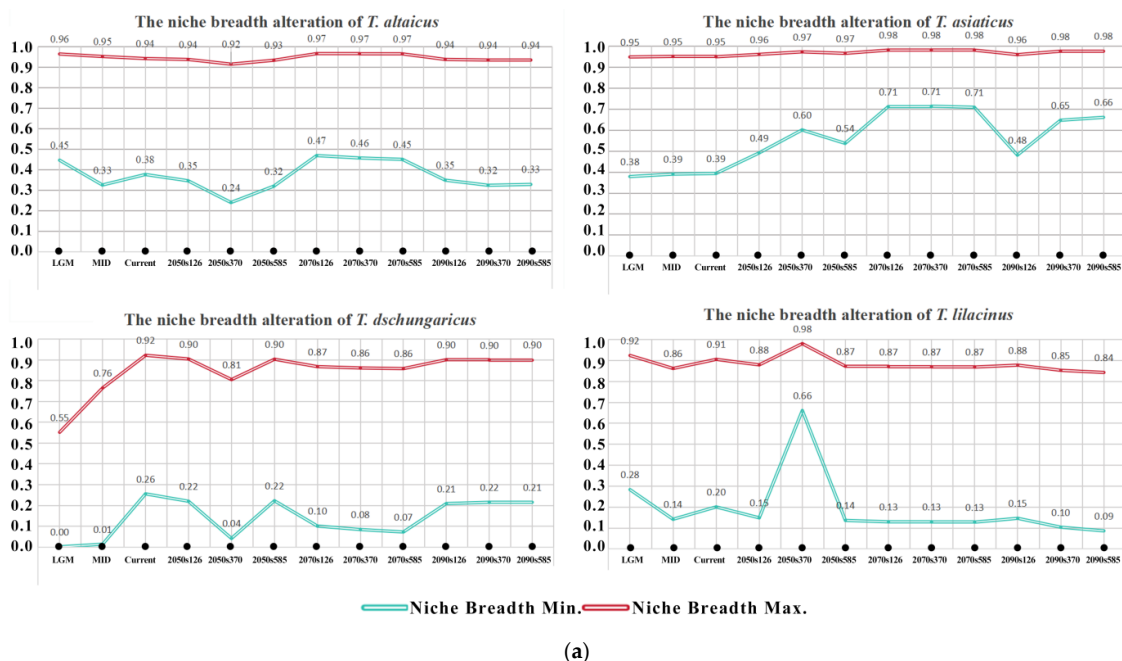 The niche breadth alteration of T. altaicus
0.96 0.95 0.94 0.94 0.92 0.93 0.97 0.97 0.97 0.94 0.94 0.94
1.0
0.9
0.8
0.7
0.6
0.5
0.4
0.3
0.2
0.1
0.0
0.45 0.33 0.38 0.35 0.24 0.32 0.47 0.46 0.45 0.35 0.32 0.33
LGM MID Current 2050s126 2050s370 2050s585 2070s126 2070s370 2070s585 2090s126 2090s370 2090s585
The niche breadth alteration of T. asiaticus
0.95 0.95 0.95 0.96 0.97 0.97 0.98 0.98 0.98 0.96 0.98 0.98
1.0
0.9
0.8
0.7
0.6
0.5
0.4
0.3
0.2
0.1
0.0
0.38 0.39 0.39 0.49 0.60 0.54 0.71 0.71 0.71 0.48 0.65 0.66
LGM MID Current 2050s126 2050s370 2050s585 2070s126 2070s370 2070s585 2090s126 2090s370 2090s585
The niche breadth alteration of T. dschungaricus
0.55 0.76 0.92 0.90 0.81 0.90 0.87 0.86 0.86 0.90 0.90 0.90
1.0
0.9
0.8
0.7
0.6
0.5
0.4
0.3
0.2
0.1
0.0
0.00 0.01 0.26 0.22 0.04 0.22 0.10 0.08 0.07 0.21 0.22 0.21
LGM MID Current 2050s126 2050s370 2050s585 2070s126 2070s370 2070s585 2090s126 2090s370 2090s585
The niche breadth alteration of T. lilacinus
0.92 0.86 0.91 0.88 0.98 0.87 0.87 0.87 0.87 0.88 0.85 0.84
1.0
0.9
0.8
0.7
0.6
0.5
0.4
0.3
0.2
0.1
0.0
0.28 0.14 0.20 0.15 0.66 0.14 0.13 0.13 0.13 0.15 0.10 0.09
LGM MID Current 2050s126 2050s370 2050s585 2070s126 2070s370 2070s585 2090s126 2090s370 2090s585
Niche Breadth Min. Niche Breadth Max.
(a)